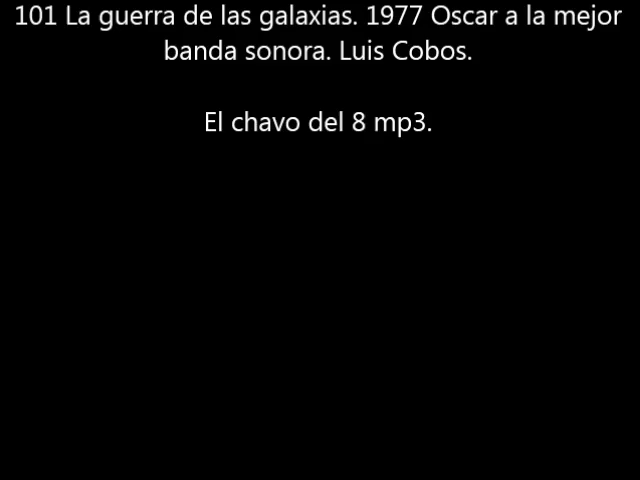 101 La guerra de las galaxias. 1977 Oscar a la mejor
banda sonora. Luis Cobos.
El chavo del 8 mp3.